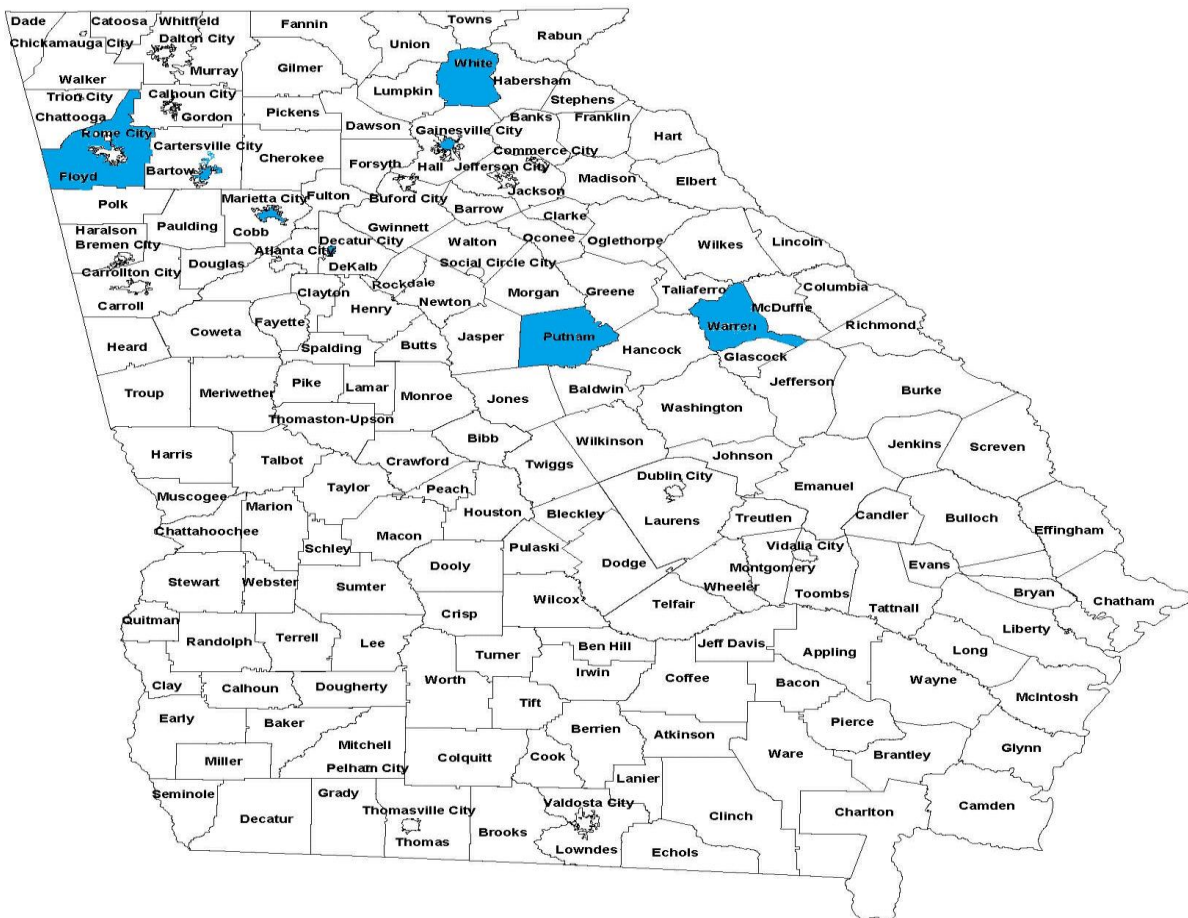 Towns
Dade
Catoosa
Whitfield
Fannin
Rabun
Chickamauga City
Dalton City
Union
White
Walker
Murray
Gilmer
Habersham
Lumpkin
Stephens
Trion City
Calhoun City
Chattooga
Gordon
Pickens
Banks
Franklin
Dawson
Gainesville City
Hart
Rome City
Cartersville City
Cherokee
Commerce City
Floyd
Bartow
Forsyth
Hall
Jefferson City
Madison
Elbert
Jackson
Polk
Marietta City
Fulton
Buford City
Barrow
Clarke
Haralson
Paulding
Cobb
Gwinnett
Bremen City
Atlanta City
Decatur City
Walton
Oconee
Oglethorpe
Wilkes
Lincoln
Carrollton City
Douglas
DeKalb
Social Circle City
Carroll
Clayton
Rockdale
Newton
Morgan
Greene
Taliaferro
Columbia
McDuffie
Coweta
Fayette
Henry
Warren
Richmond
Heard
Spalding
Butts
Jasper
Putnam
Hancock
Glascock
Troup
Meriwether
Pike
Lamar
Monroe
Jones
Baldwin
Jefferson
Burke
Thomaston-Upson
Washington
Harris
Talbot
Bibb
Wilkinson
Jenkins
Screven
Crawford
Twiggs
Johnson
Muscogee
Taylor
Peach
Dublin City
Emanuel
Marion
Houston
Bleckley
Laurens
Treutlen
Candler
Bulloch
Effingham
Chattahoochee
Schley
Macon
Pulaski
Vidalia City
Stewart
Webster
Sumter
Dooly
Dodge
Montgomery
Evans
Wheeler
Toombs
Bryan
Chatham
Quitman
Crisp
Wilcox
Telfair
Tattnall
Randolph
Terrell
Lee
Liberty
Turner
Ben Hill
Jeff Davis
Appling
Long
Clay
Calhoun
Dougherty
Worth
Irwin
Coffee
Bacon
Wayne
McIntosh
Early
Baker
Tift
Pierce
Miller
Mitchell
Berrien
Atkinson
Ware
Brantley
Glynn
Pelham City
Colquitt
Cook
Lanier
Seminole
Grady
Thomasville City
Valdosta City
Clinch
Charlton
Camden
Decatur
Thomas
Brooks
Lowndes
Echols